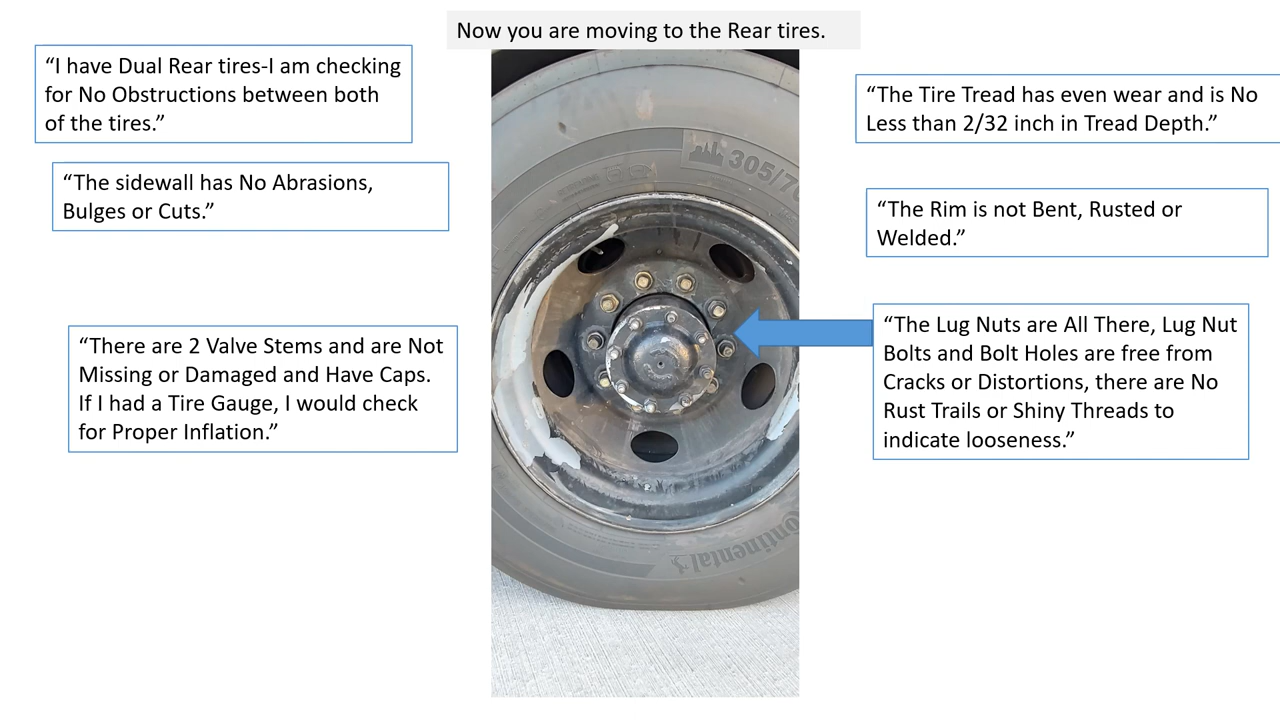 Now you are moving to the Rear tires.
“I have Dual Rear tires-I am checking
for No Obstructions between both
of the tires.”
“The sidewall has No Abrasions,
Bulges or Cuts.”
“There are 2 Valve Stems and are Not
Missing or Damaged and Have Caps.
If I had a Tire Gauge, I would check
for Proper Inflation.”
“The Tire Tread has even wear and is No
Less than 2/32 inch in Tread Depth.”
“The Rim is not Bent, Rusted or
Welded.”
“The Lug Nuts are All There, Lug Nut
Bolts and Bolt Holes are free from
Cracks or Distortions, there are No
Rust Trails or Shiny Threads to
indicate looseness.”
305/70
Continental